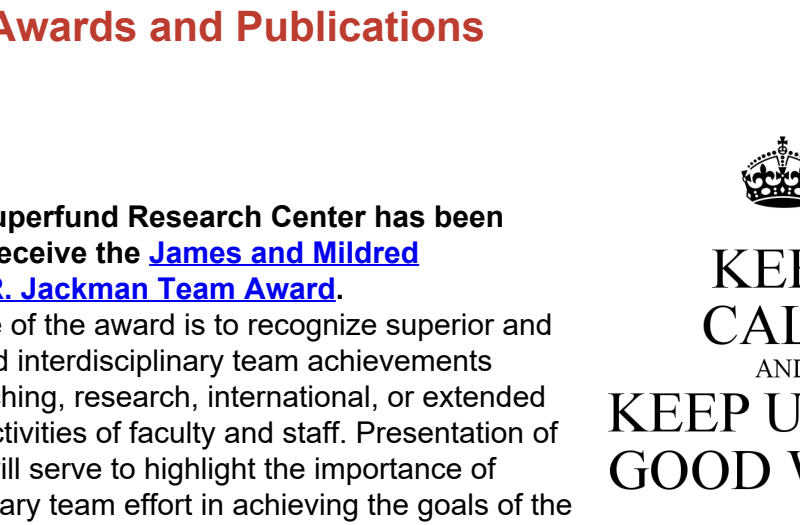 Awards and Publications
uperfund Research Center has been
eceive the James and Mildred
R. Jackman Team Award.
of the award is to recognize superior and
d interdisciplinary team achievements
hing, research, international, or extended
ctivities of faculty and staff. Presentation of
ill serve to highlight the importance of
ary team effort in achieving the goals of the
KEE
CAL
AND
KEEP U
GOOD